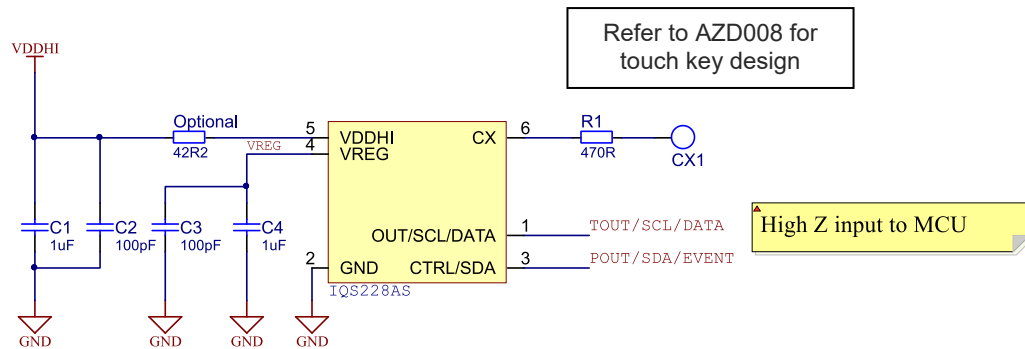 Refer to AZD008 for
touch key design
VDDHI
Optional
42R2
VREG
5
4
VDDHI
VREG
CX
6
R1
470R
CX1
C1
1uF
C2
100pF
C3
100pF
C4
1uF
OUT/SCL/DATA
1
TOUT/SCL/DATA
High Z input to MCU
2
GND
CTRL/SDA
3
POUT/SDA/EVENT
IQS228AS
GND
GND
GND
GND